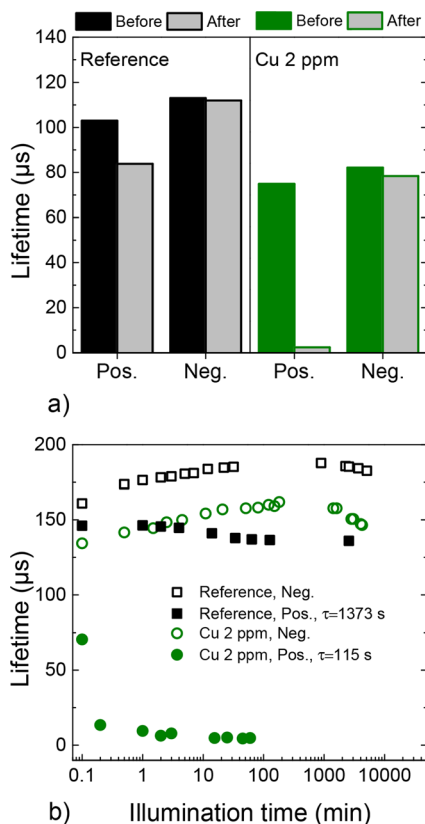 Before After Before After
140
120
100
80
60
40
20
0
Lifetime (µs)
Reference Cu 2 ppm
Pos. Neg. Pos. Neg.
a)
200
150
100
50
0
Lifetime (µs)
Reference, Neg.
Reference, Pos., τ=1373 s
Cu 2 ppm, Neg.
Cu 2 ppm, Pos., τ=115 s
0.1 1 10 100 1000 10000
b) Illumination time (min)